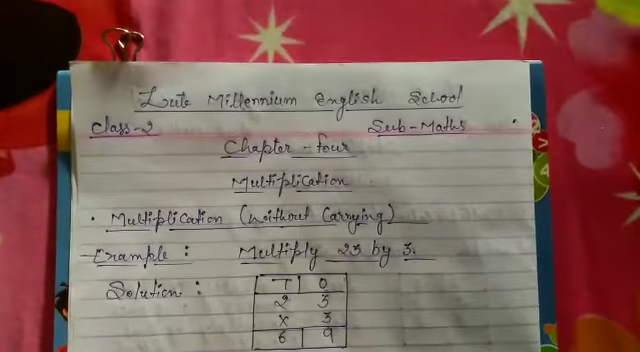 Lute Millennium English School
Class-2 Sub-Maths
Chapter-four
Multiplication
• Multiplication (without Carrying)
-Example: Multiply 23 by 3.
Solution:
T O
2 3
x 3
6 9